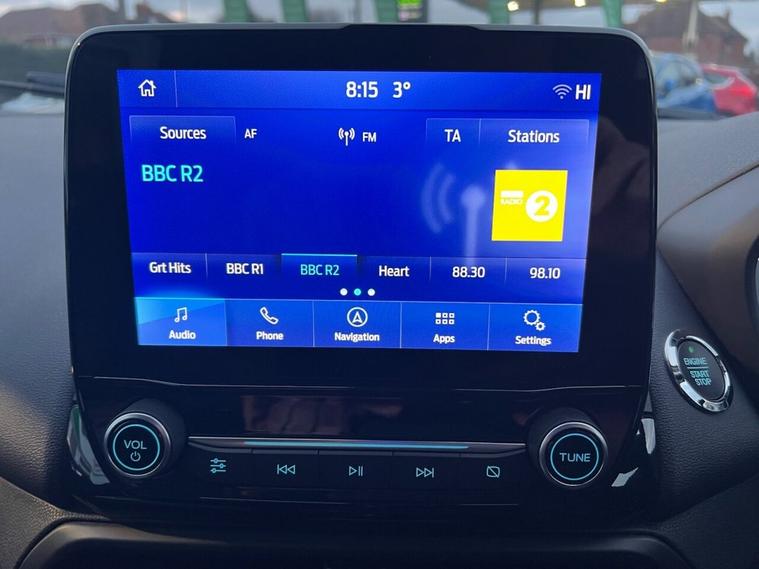 8:15 3° HI
Sources AF FM TA Stations
BBC R2
RADIO 2
Grt Hits BBC R1 BBC R2 Heart 88.30 98.10
Audio Phone Navigation Apps Settings
ENGINE
START
STOP
VOL TUNE